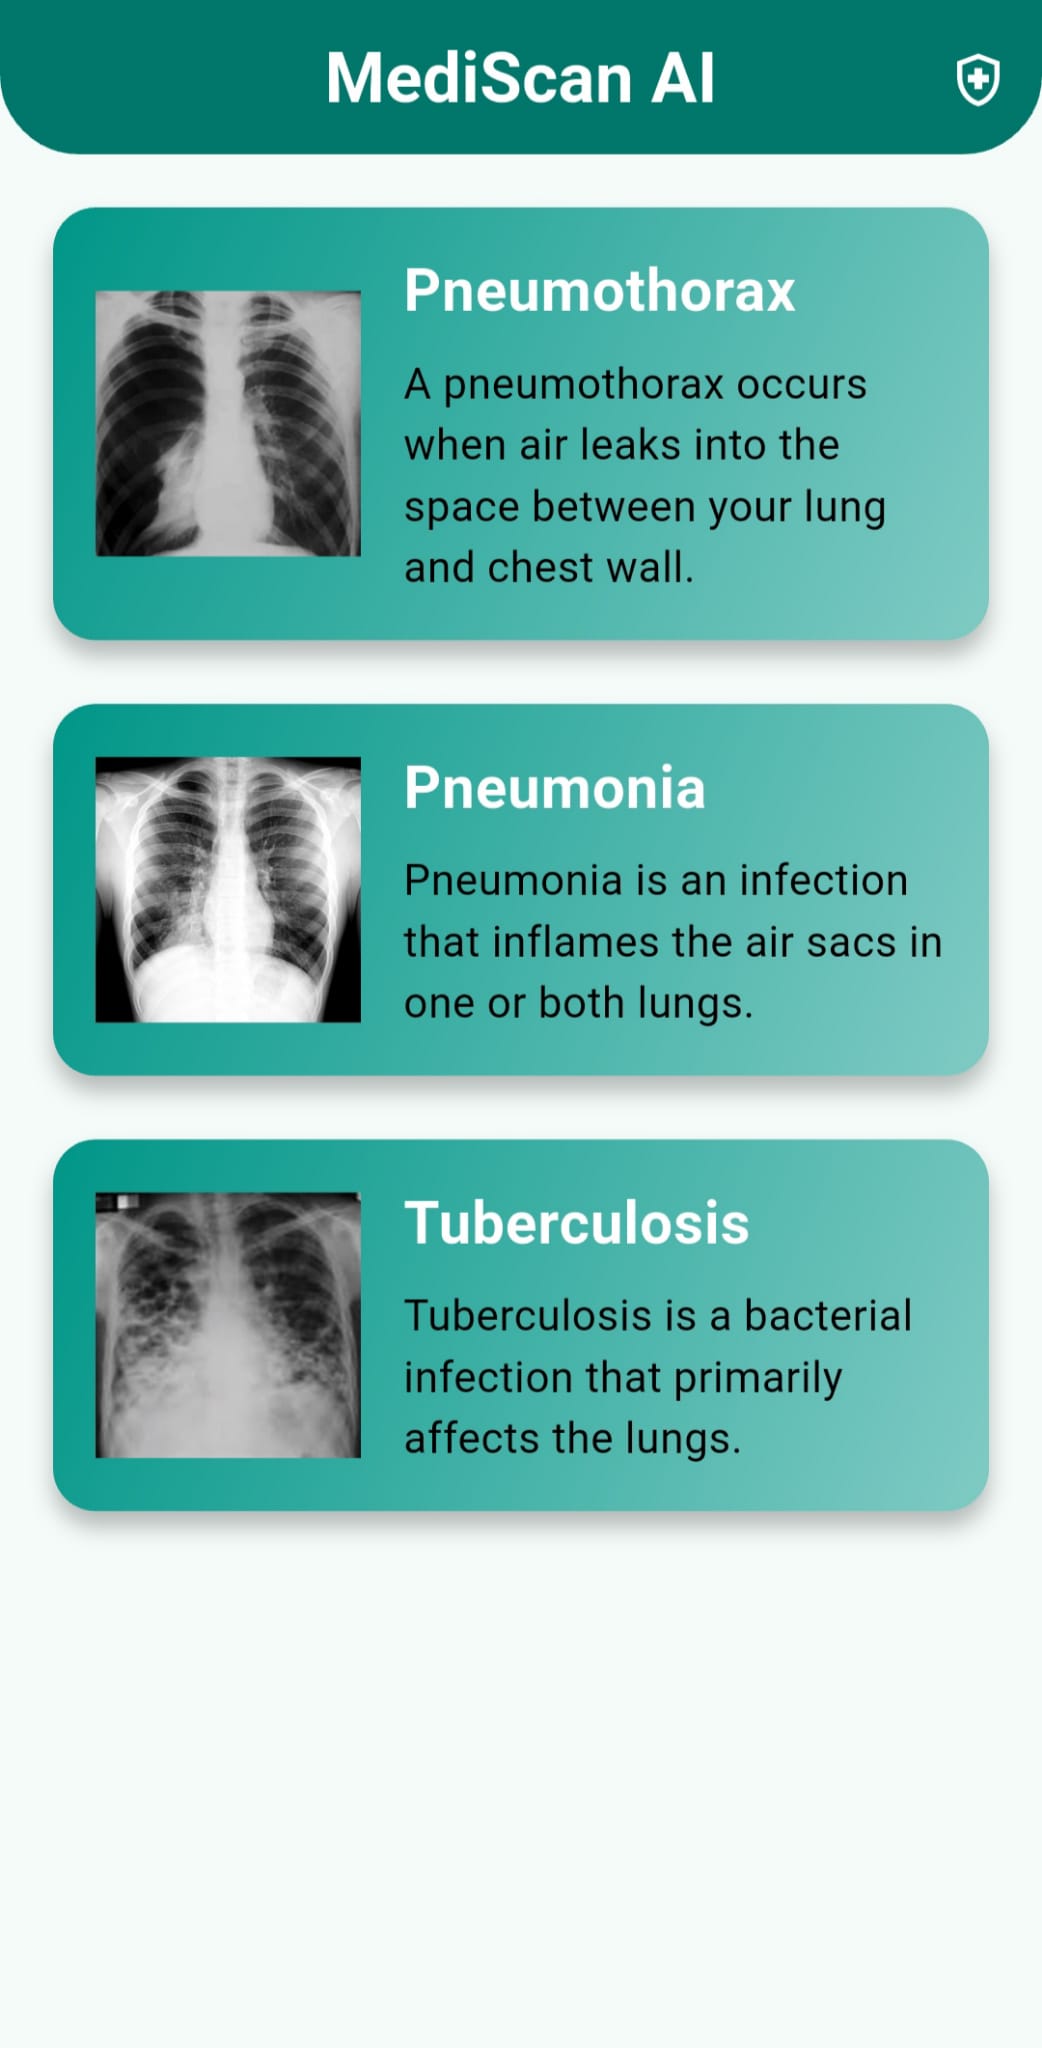 MediScan AI
Pneumothorax
A pneumothorax occurs
when air leaks into the
space between your lung
and chest wall.
Pneumonia
Pneumonia is an infection
that inflames the air sacs in
one or both lungs.
Tuberculosis
Tuberculosis is a bacterial
infection that primarily
affects the lungs.